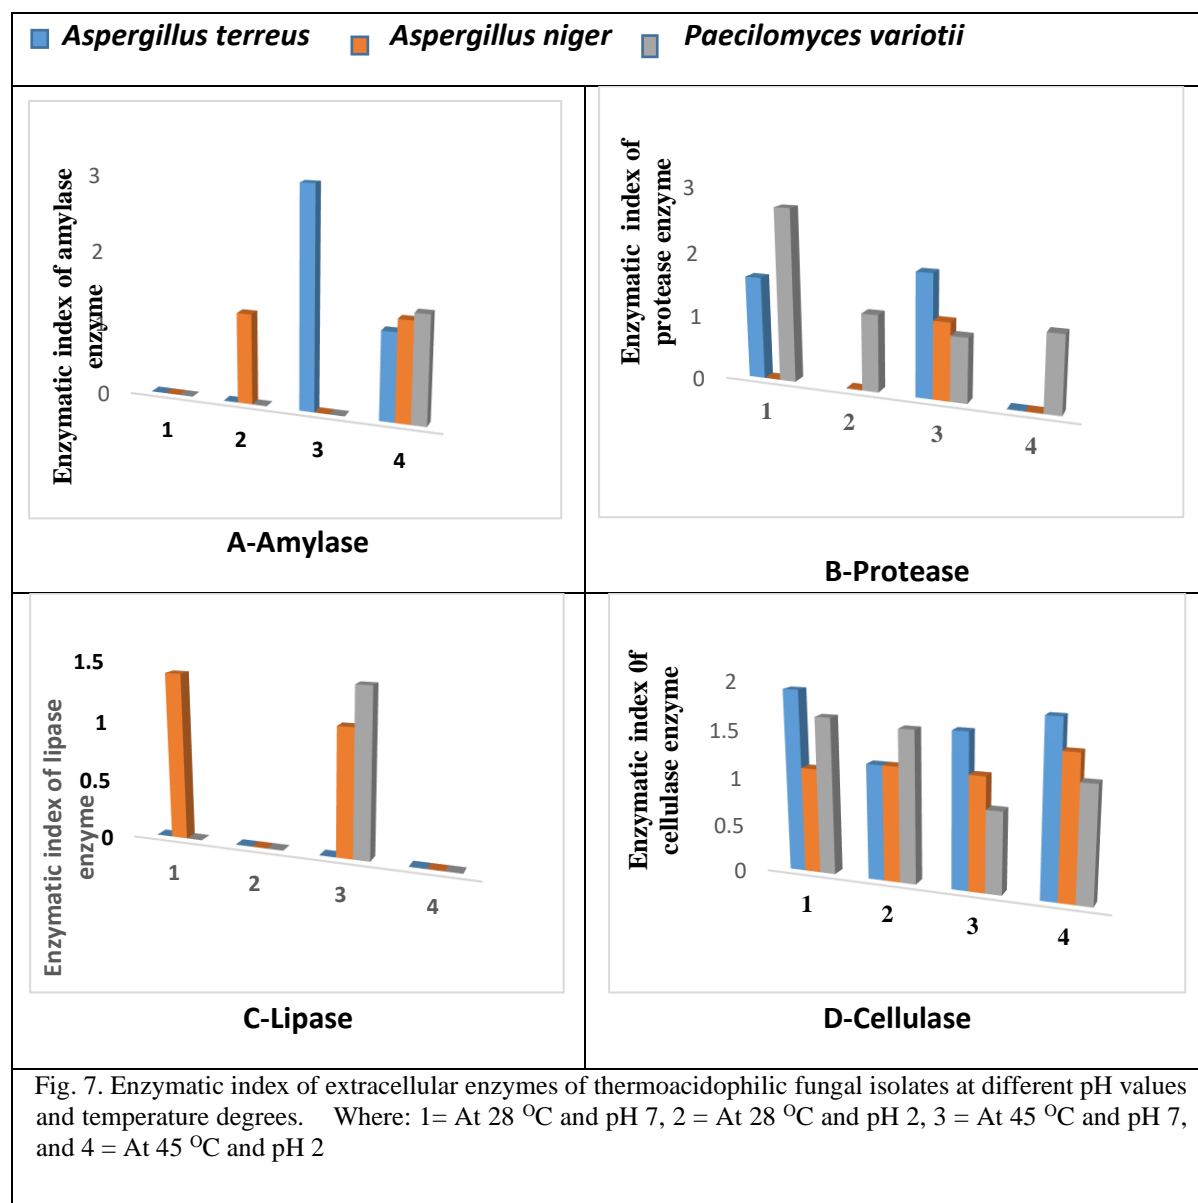 Aspergillus terreus Aspergillus niger Paecilomyces variotii
Enzymatic index of amylase
enzyme
3
2
1
0
1 2 3 4
A-Amylase
Enzymatic index of
protease enzyme
3
2
1
0
1 2 3 4
B-Protease
Enzymatic index of lipase
enzyme
1.5
1
0.5
0
1 2 3 4
C-Lipase
Enzymatic index 0f
cellulase enzyme
2
1.5
1
0.5
0
1 2 3 4
D-Cellulase
Fig. 7. Enzymatic index of extracellular enzymes of thermoacidophilic fungal isolates at different pH values
and temperature degrees. Where: 1= At 28 ᴼC and pH 7, 2 = At 28 ᴼC and pH 2, 3 = At 45 ᴼC and pH 7,
and 4 = At 45 ᴼC and pH 2